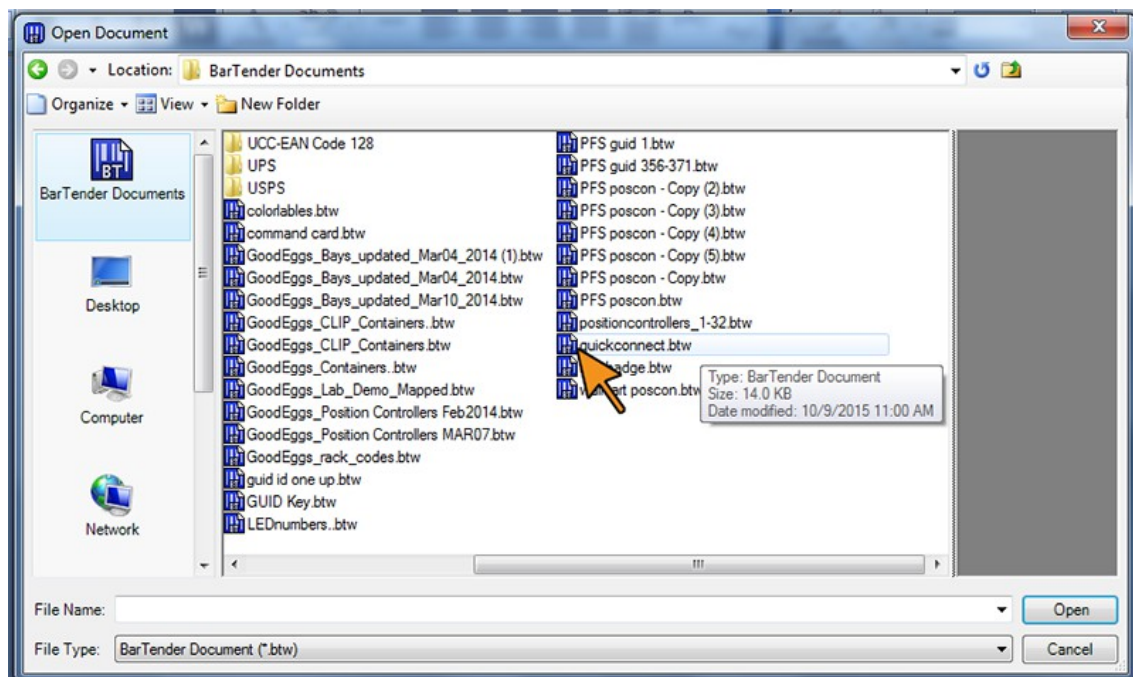 Open Document
Location: BarTender Documents
Organize View New Folder
BT
BarTender Documents
Desktop
Computer
Network
UCC-EAN Code 128
UPS
USPS
colorlables.btw
command card.btw
GoodEggs_Bays_updated_Mar04_2014 (1).btw
GoodEggs_Bays_updated_Mar04_2014.btw
GoodEggs_Bays_updated_Mar10_2014.btw
GoodEggs_CLIP_Containers..btw
GoodEggs_CLIP_Containers.btw
GoodEggs_Containers..btw
GoodEggs_Lab_Demo_Mapped.btw
GoodEggs_Position Controllers Feb2014.btw
GoodEggs_Position Controllers MAR07.btw
GoodEggs_rack_codes.btw
guid id one up.btw
GUID Key.btw
LEDnumbers..btw
PFS guid 1.btw
PFS guid 356-371.btw
PFS poscon - Copy (2).btw
PFS poscon - Copy (3).btw
PFS poscon - Copy (4).btw
PFS poscon - Copy (5).btw
PFS poscon - Copy.btw
PFS poscon.btw
positioncontrollers_1-32.btw
quickconnect.btw
poscon.btw
Type: BarTender Document
Size: 14.0 KB
Date modified: 10/9/2015 11:00 AM
File Name:
Open
File Type: BarTender Document (*.btw)
Cancel